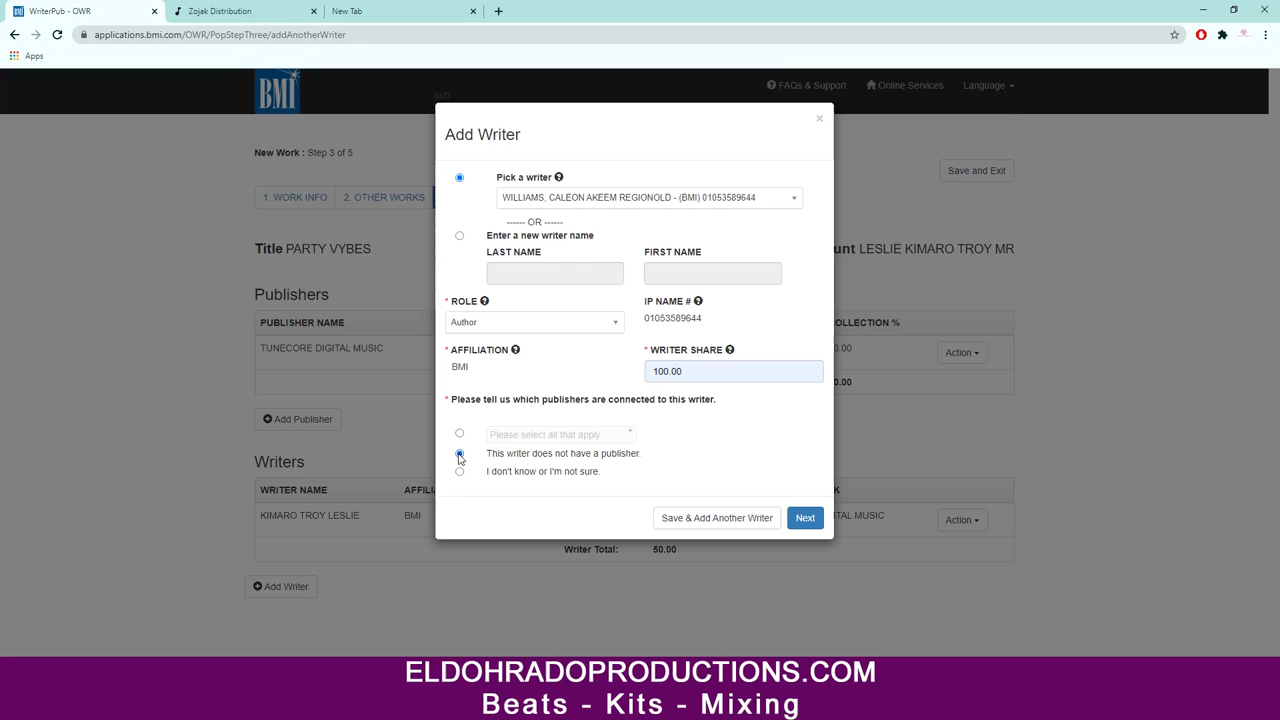 WriterPub - OWR
Zojak Distribution
New Tab
applications.bmi.com/OWR/PopStepThree/addAnotherWriter
Apps
BMI
pub
FAQs & Support
Online Services
Language
New Work : Step 3 of 5
Save and Exit
1. WORK INFO
2. OTHER WORKS
Title PARTY VYBES
unt LESLIE KIMARO TROY MR
Publishers
PUBLISHER NAME
OLLECTION %
TUNECORE DIGITAL MUSIC
0.00
Action
0.00
Add Publisher
Writers
WRITER NAME
AFFILI
K
KIMARO TROY LESLIE
BMI
ITAL MUSIC
Action
Writer Total: 50.00
Add Writer
Add Writer
×
Pick a writer
WILLIAMS, CALEON AKEEM REGIONOLD - (BMI) 01053589644
------ OR ------
Enter a new writer name
LAST NAME
FIRST NAME
* ROLE
IP NAME #
Author
01053589644
* AFFILIATION
* WRITER SHARE
BMI
100.00
* Please tell us which publishers are connected to this writer.
Please select all that apply
This writer does not have a publisher.
I don't know or I'm not sure.
Save & Add Another Writer
Next
ELDOHRADOPRODUCTIONS.COM
Beats - Kits - Mixing